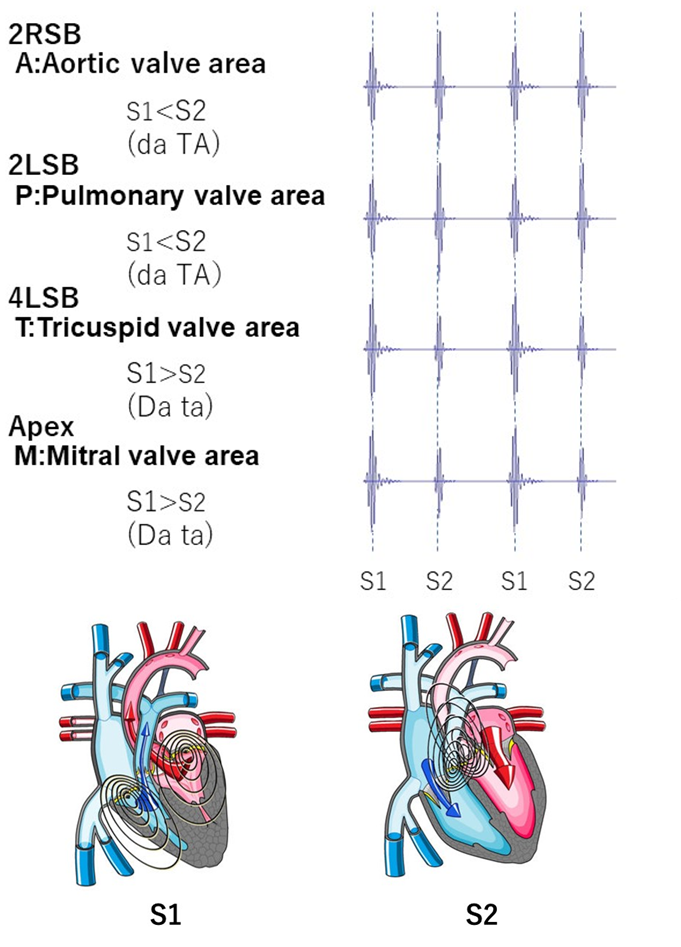 2RSB
A:Aortic valve area
S1<S2
(da TA)
2LSB
P:Pulmonary valve area
S1<S2
(da TA)
4LSB
T:Tricuspid valve area
S1>S2
(Da ta)
Apex
M:Mitral valve area
S1>S2
(Da ta)
S1 S2 S1 S2
S1 S2